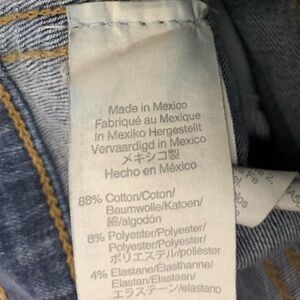 Made in Mexico
Fabriqué au Mexique
in Mexiko Hergestellt
Vervaardigd in Mexico
メキシコ製
Hecho en México
88% Cotton/Coton/
Baumwolle/Katoen/
綿/algodón
8% Polyester/Polyester/
Polyester/Polyester/
ポリエステル/poliéster
4% Elastane/Élasthanne/
Elastan/Elastaan/
エラステーン/elastano